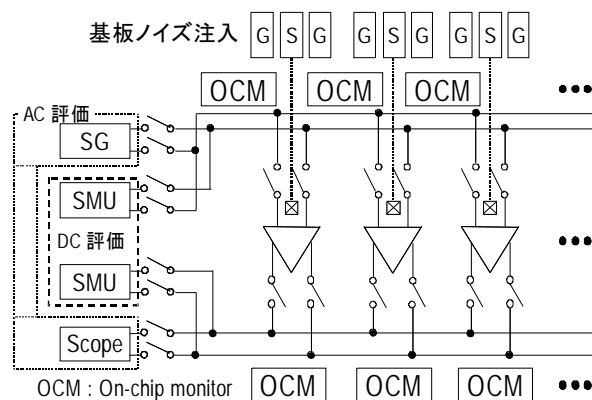 基板ノイズ注入 G S G G S G G S G
OCM OCM OCM •••
AC 評価
SG
SMU
DC 評価 •••
SMU
Scope
OCM : On-chip monitor OCM OCM OCM •••